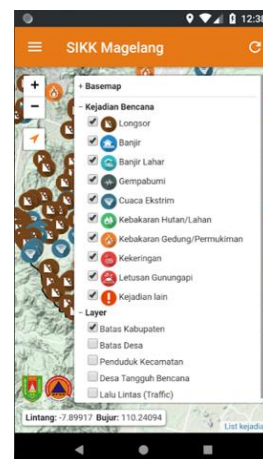 12:38
SIKK Magelang
+
−
+ Basemap
- Kejadian Bencana
Longsor
Banjir
Banjir Lahar
Gempabumi
Cuaca Ekstrim
Kebakaran Hutan/Lahan
Kebakaran Gedung/Permukiman
Kekeringan
Letusan Gunungapi
Kejadian lain
- Layer
Batas Kabupaten
Batas Desa
Penduduk Kecamatan
Desa Tangguh Bencana
Lalu Lintas (Traffic)
Lintang: -7.89917 Bujur: 110.24094
List kejadia